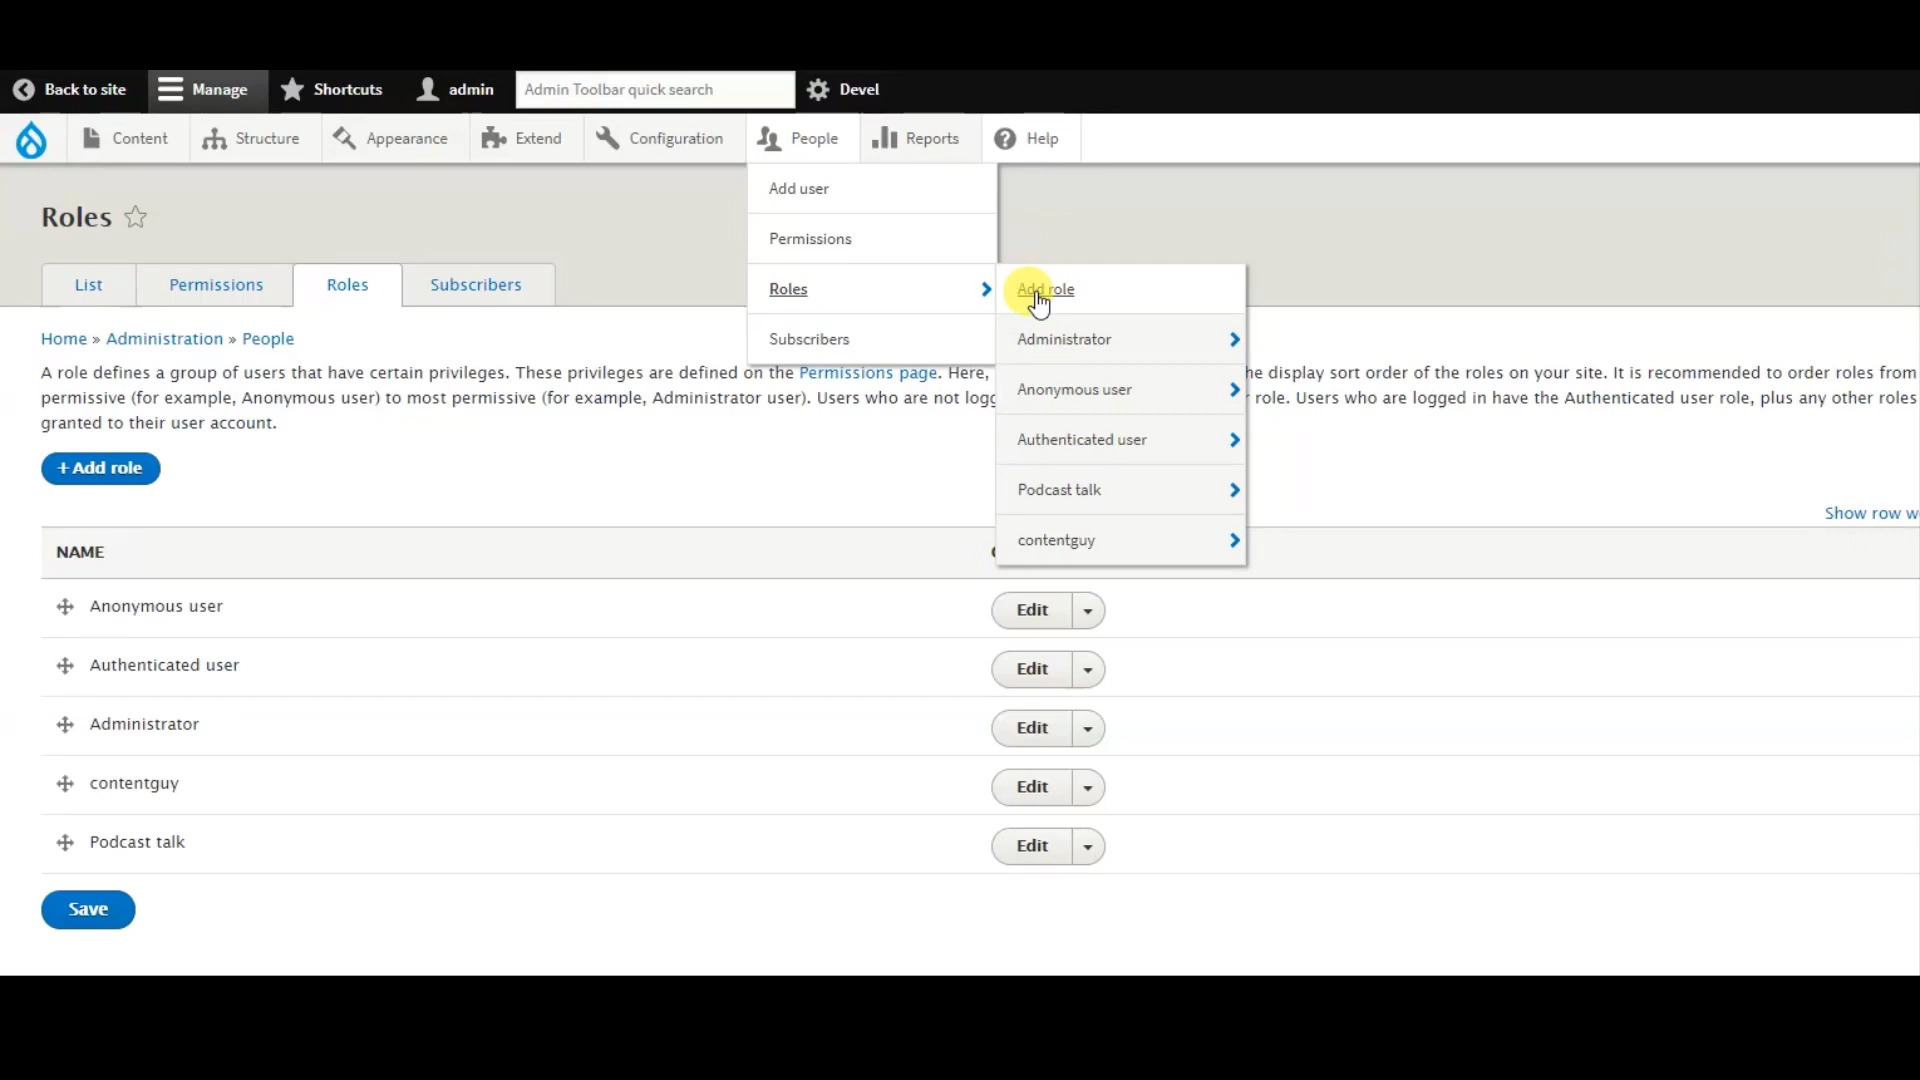 Back to site Manage Shortcuts admin Admin Toolbar quick search Devel
Content Structure Appearance Extend Configuration People Reports Help
Add user
Permissions
Roles
Subscribers
Add role
Administrator
Anonymous user
Authenticated user
Podcast talk
contentguy
Roles
List Permissions Roles Subscribers
Home » Administration » People
A role defines a group of users that have certain privileges. These privileges are defined on the Permissions page. Here, he display sort order of the roles on your site. It is recommended to order roles from
permissive (for example, Anonymous user) to most permissive (for example, Administrator user). Users who are not logg role. Users who are logged in have the Authenticated user role, plus any other roles
granted to their user account.
+ Add role
Show row w
NAME
Anonymous user Edit
Authenticated user Edit
Administrator Edit
contentguy Edit
Podcast talk Edit
Save